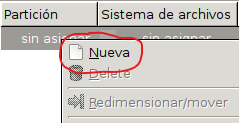 Partición Sistema de archivos
sin asignar sin asignar
Nueva
Delete
Redimensionar/mover